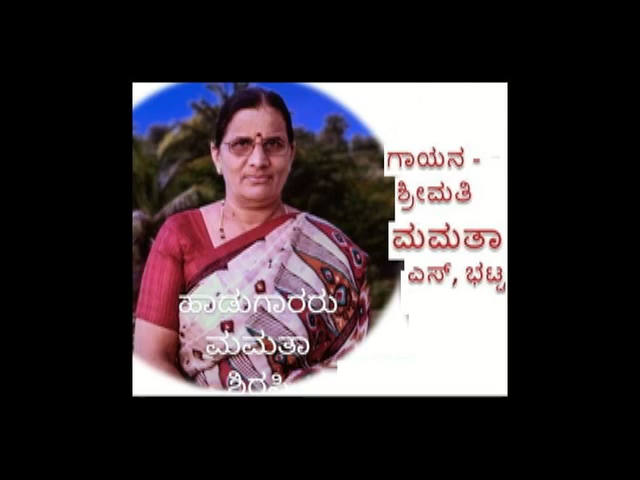 ಗಾಯನ -
ಶ್ರೀಮತಿ
ಮಮತಾ
ಎಸ್, ಭಟ್ಟ
ಹಾಡುಗಾರರು
ಮಮತಾ